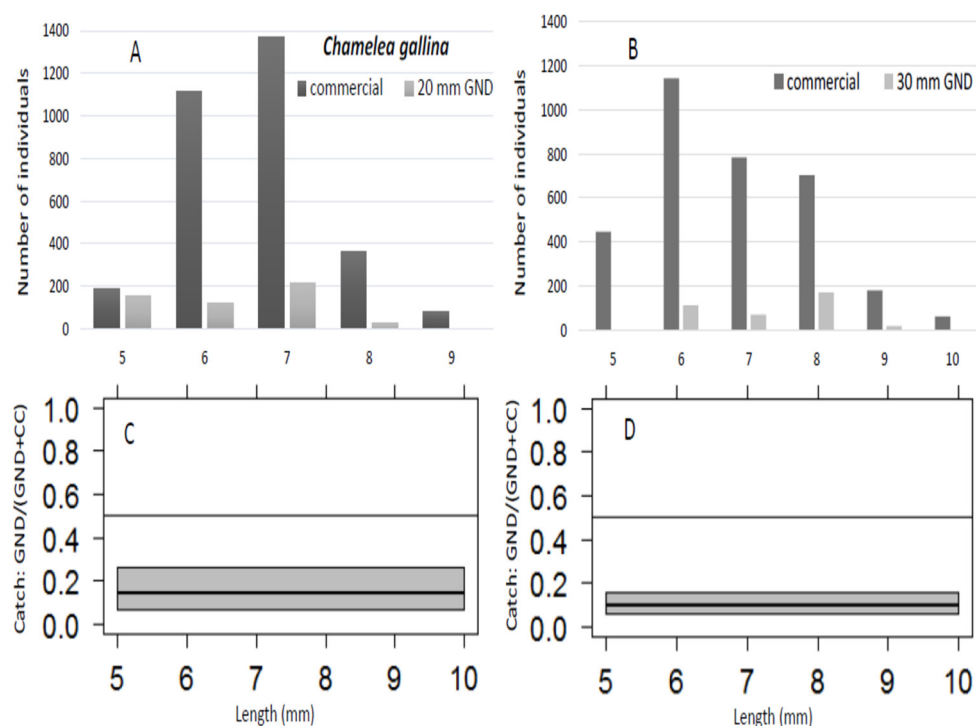 A
Chamelea gallina
commercial 20 mm GND
Number of individuals
1400
1200
1000
800
600
400
200
0
5 6 7 8 9
B
commercial 30 mm GND
Number of individuals
1400
1200
1000
800
600
400
200
0
5 6 7 8 9 10
C
Catch: GND/(GND+CC)
1.0
0.8
0.6
0.4
0.2
0.0
5 6 7 8 9 10
Length (mm)
D
Catch: GND/(GND+CC)
1.0
0.8
0.6
0.4
0.2
0.0
5 6 7 8 9 10
Length (mm)